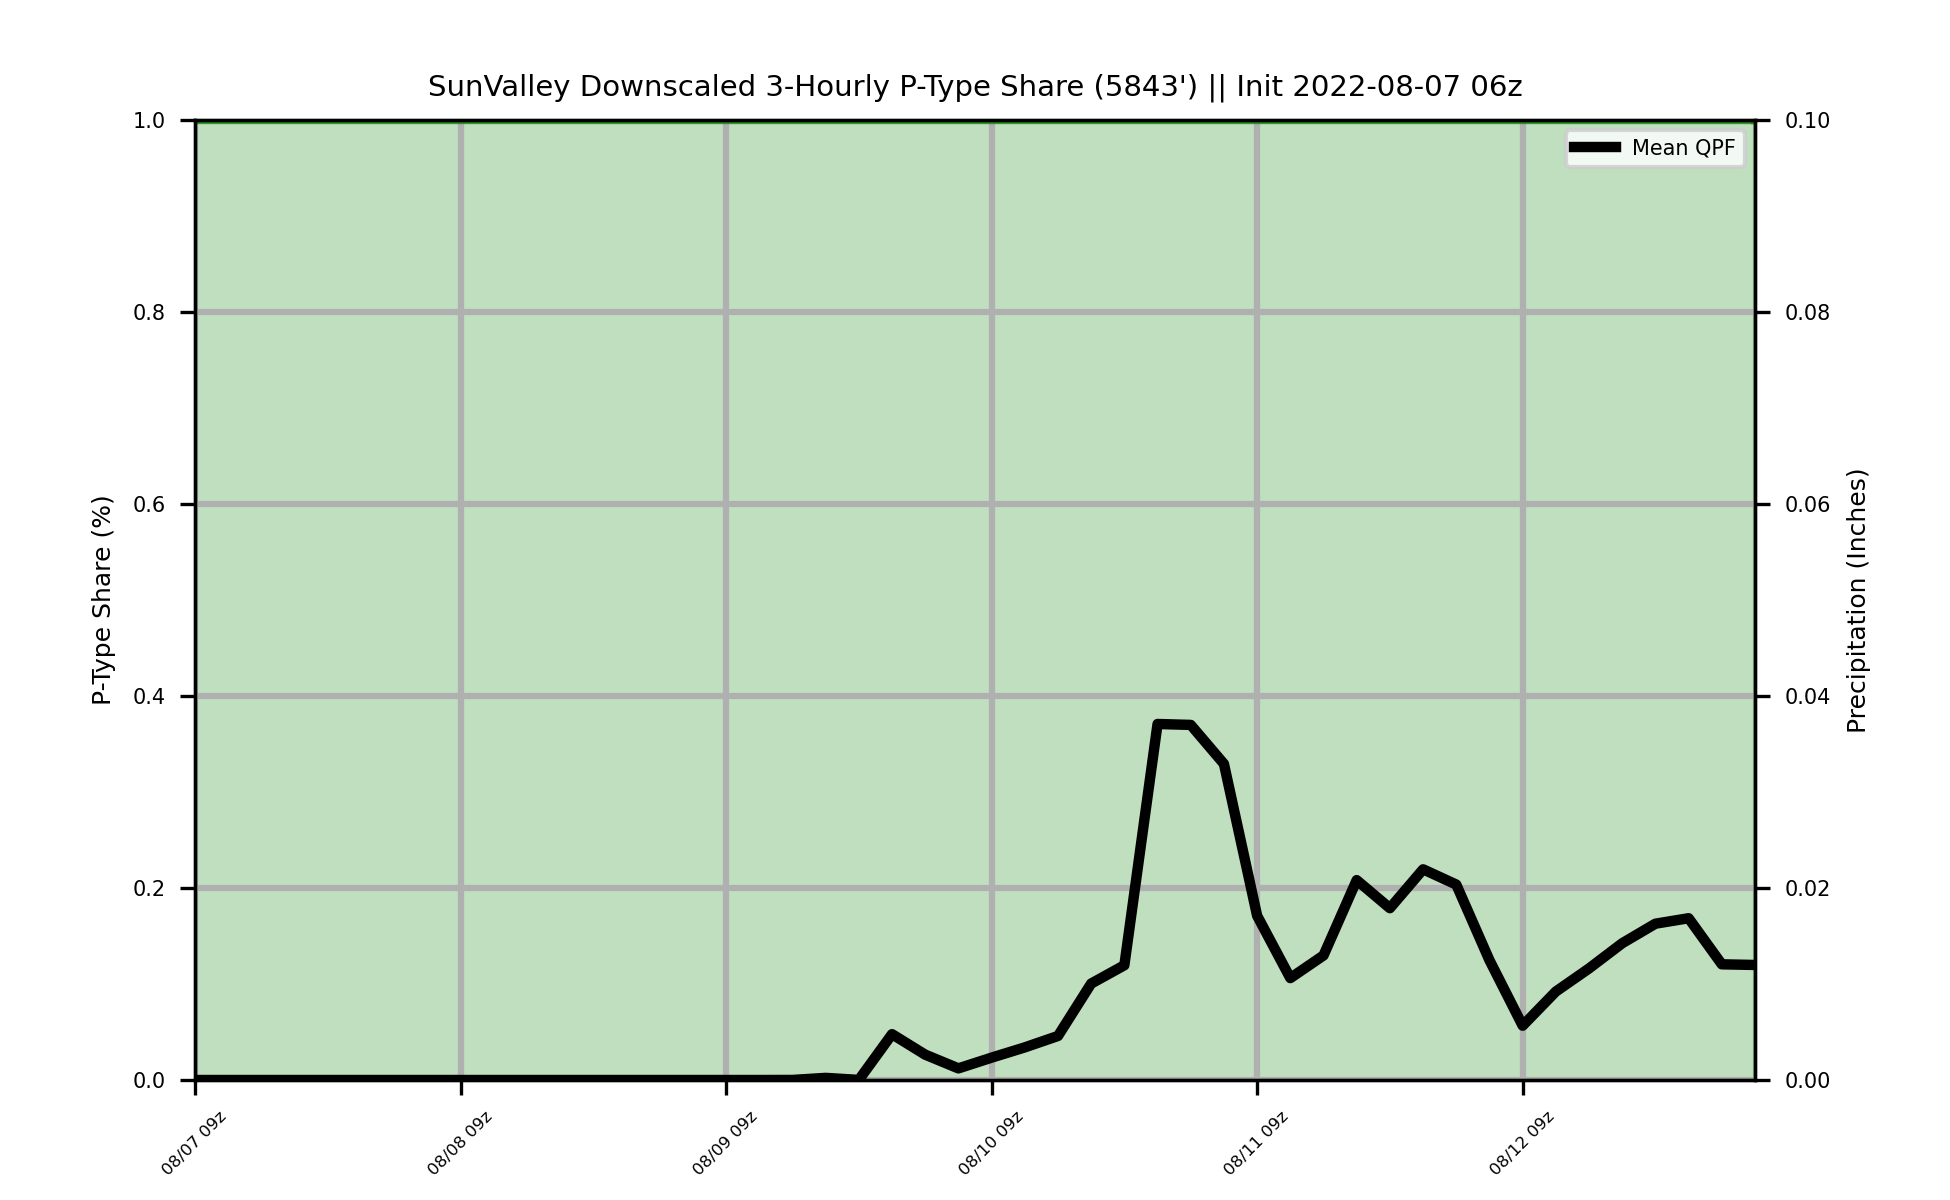 SunValley Downscaled 3-Hourly P-Type Share (5843') || Init 2022-08-07 06z
Mean QPF
P-Type Share (%)
1.0
0.8
0.6
0.4
0.2
0.0
0.10
0.08
0.06
0.04
0.02
0.00
Precipitation (Inches)
08/07 09z
08/08 09z
08/09 09z
08/10 09z
08/11 09z
08/12 09z